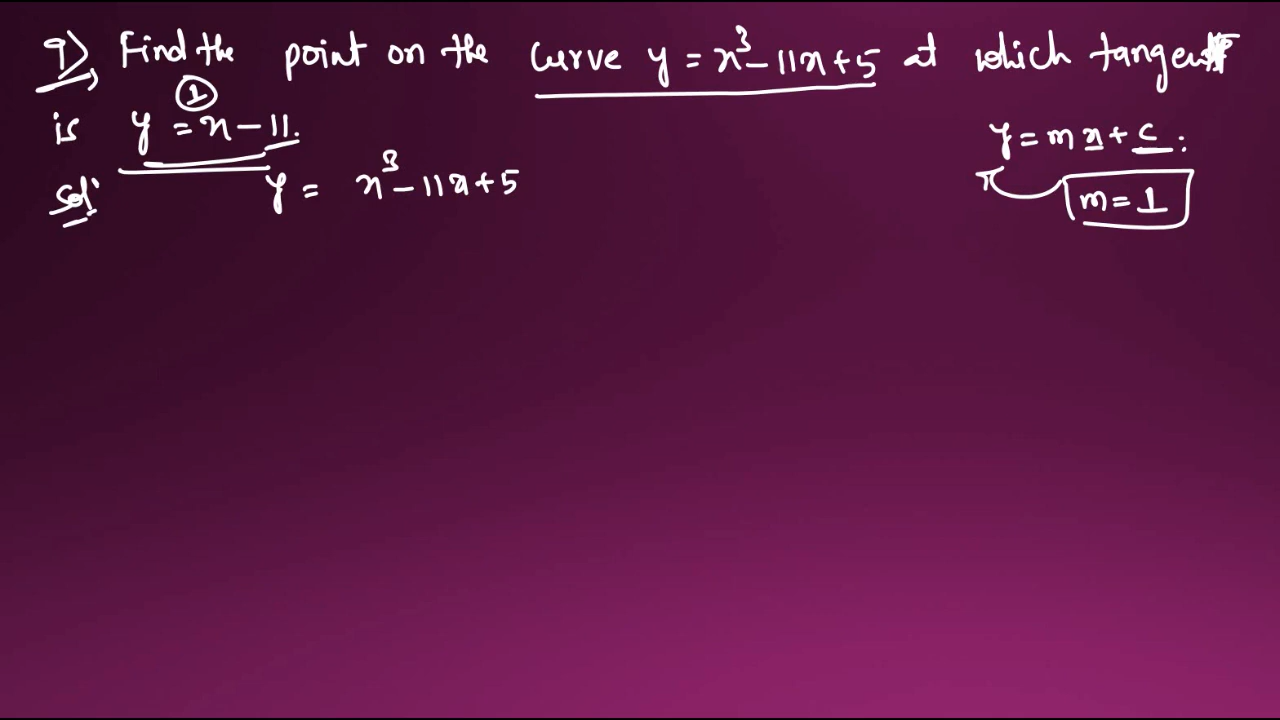 9) Find the point on the curve y = x³ - 11x + 5 at which tangent
is y = x - 11. ①
y = mx + c .
Sol: y = x³ - 11x + 5
m = 1